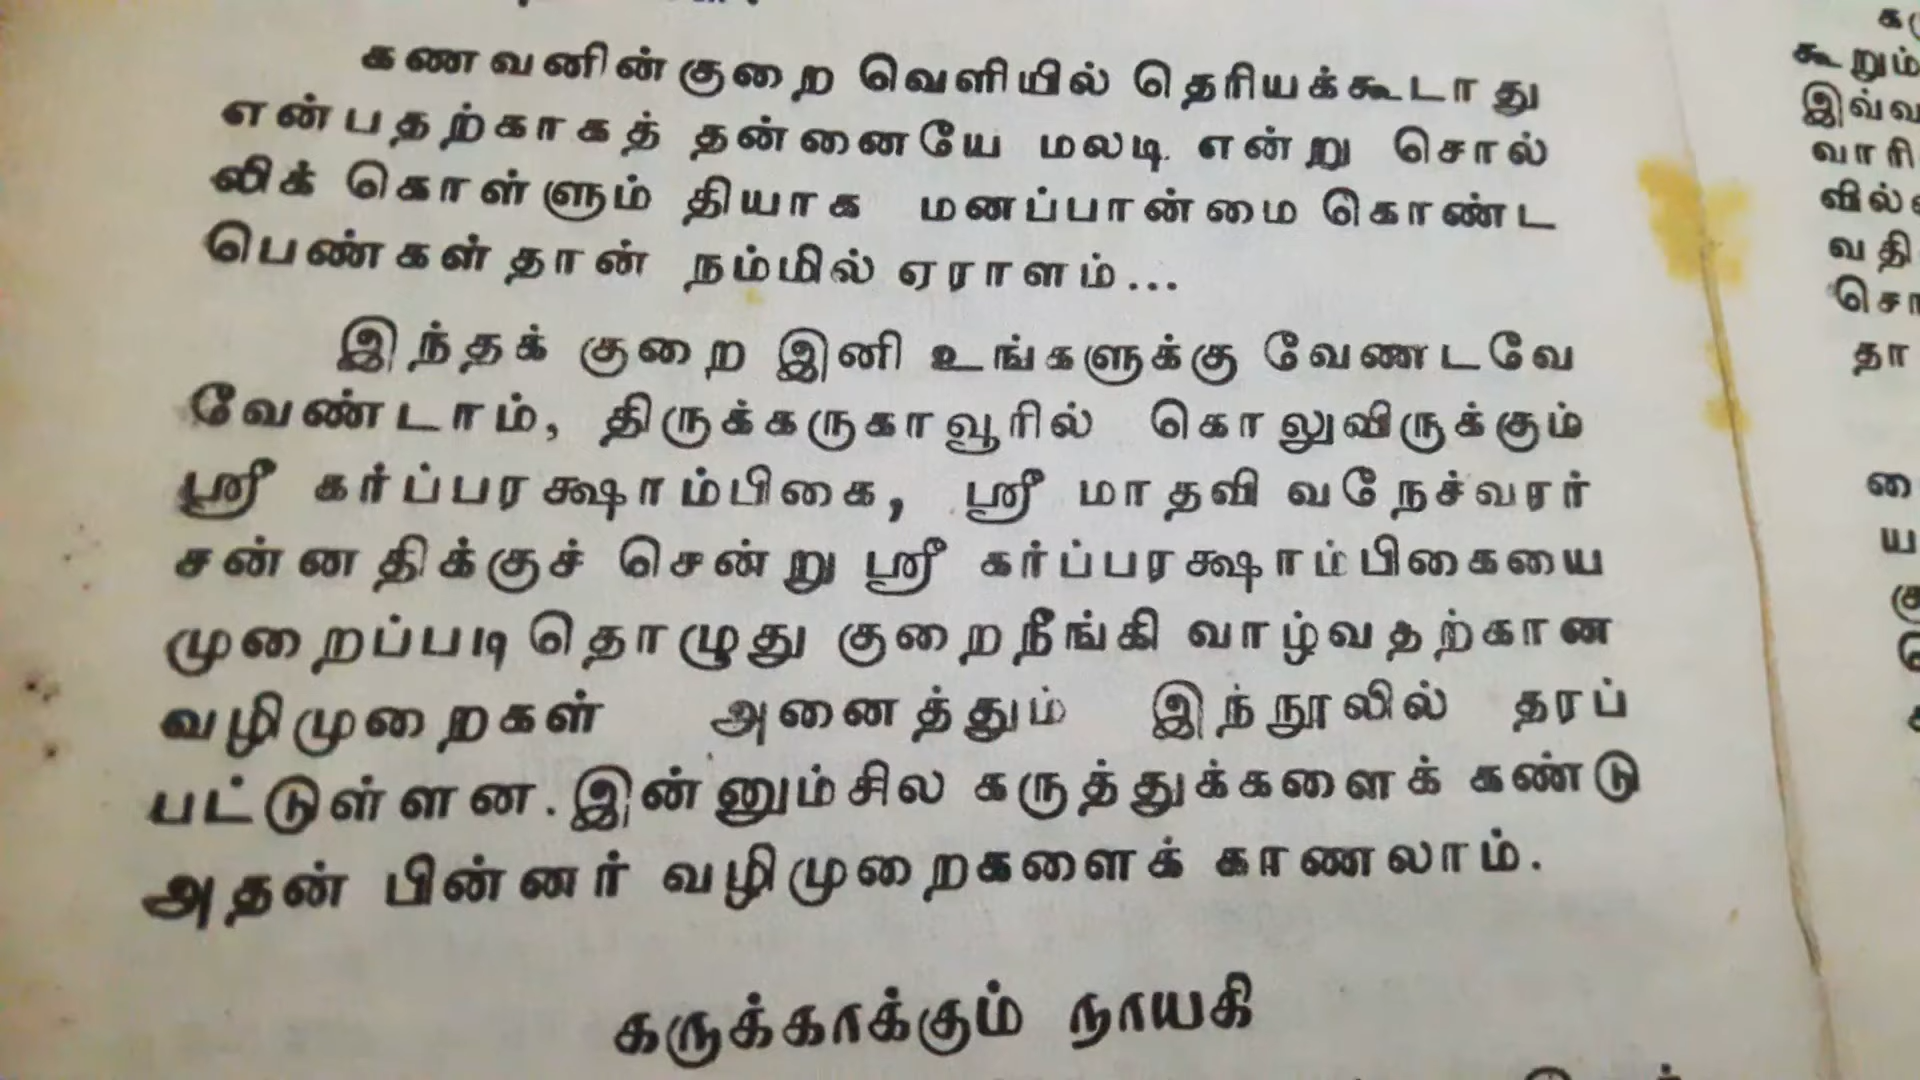 கணவனின்குறை வெளியில் தெரியக்கூடாது
என்பதற்காகத் தன்னையே மலடி என்று சொல்
லிக் கொள்ளும் தியாக மனப்பான்மை கொண்ட
பெண்கள்தான் நம்மில் ஏராளம்...
இந்தக் குறை இனி உங்களுக்கு வேணடவே
வேண்டாம், திருக்கருகாவூரில் கொலுவிருக்கும்
ஸ்ரீ கர்ப்பரக்ஷாம்பிகை, ஸ்ரீ மாதவி வநேச்வரர்
சன்னதிக்குச் சென்று ஸ்ரீ கர்ப்பரக்ஷாம்பிகையை
முறைப்படி தொழுது குறைநீங்கி வாழ்வதற்கான
வழிமுறைகள் அனைத்தும் இந்நூலில் தரப்
பட்டுள்ளன. இன்னும்சில கருத்துக்களைக் கண்டு
அதன் பின்னர் வழிமுறைகளைக் காணலாம்.
கருக்காக்கும் நாயகி
கூறும்